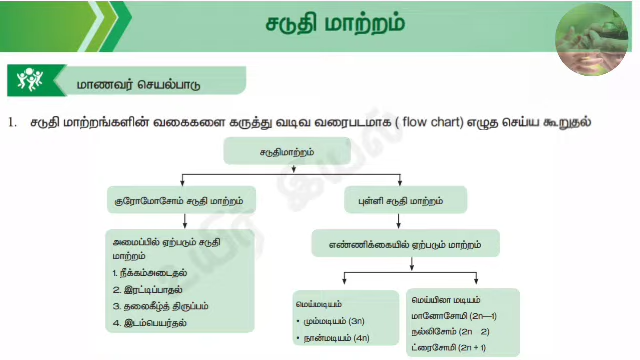 சடுதி மாற்றம்
மாணவர் செயல்பாடு
1. சடுதி மாற்றங்களின் வகைகளை கருத்து வடிவ வரைபடமாக ( flow chart) எழுத செய்ய கூறுதல்
சடுதிமாற்றம்
குரோமோசோம் சடுதி மாற்றம்
புள்ளி சடுதி மாற்றம்
அமைப்பில் ஏற்படும் சடுதி
மாற்றம்
1. நீக்கம்அடைதல்
2. இரட்டிப்பாதல்
3. தலைகீழ்த் திருப்பம்
4. இடம்பெயர்தல்
எண்ணிக்கையில் ஏற்படும் மாற்றம்
மெய்மடியம்
• மும்மடியம் (3n)
• நான்மடியம் (4n)
மெய்யிலா மடியம்
மானோசோமி (2n—1)
நல்லிசோம் (2n 2)
ட்ரைசோமி (2n + 1)
உயிர் இயல்